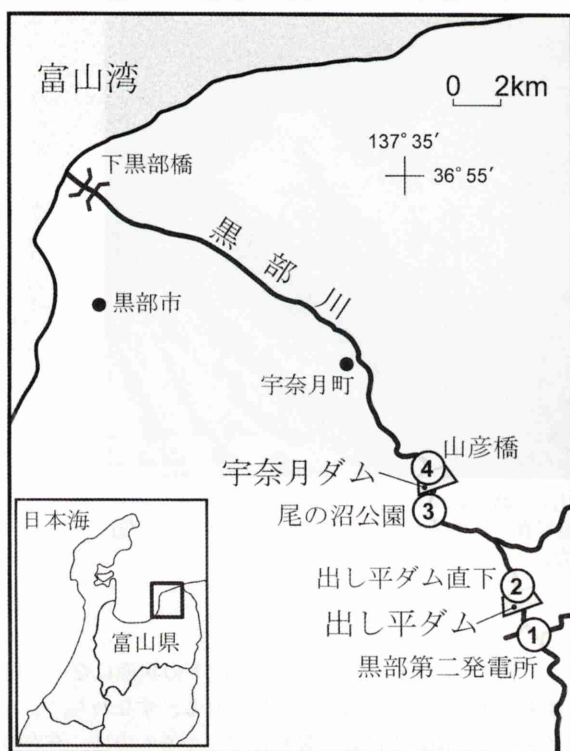 富山湾
0 2km
137° 35′
36° 55′
下黒部橋
黒部川
黒部市
宇奈月町
④
山彦橋
宇奈月ダム
③
尾の沼公園
②
出し平ダム直下
出し平ダム
①
黒部第二発電所
日本海
富山県